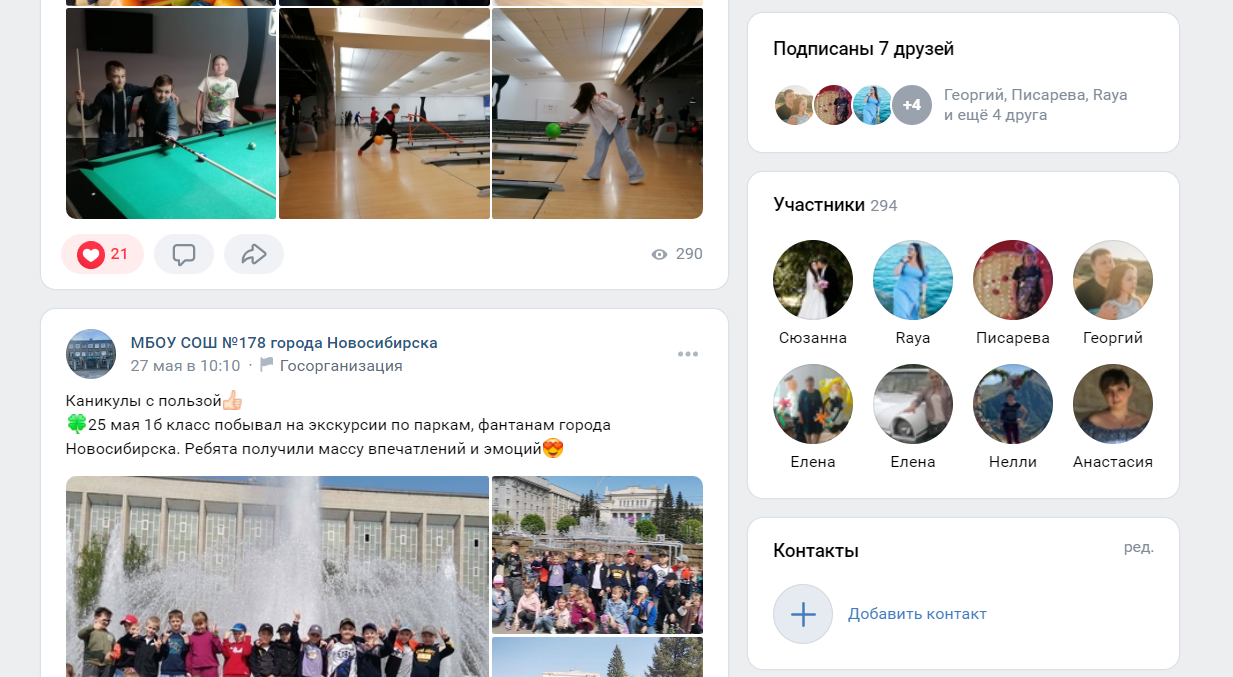 21
290
МБОУ СОШ №178 города Новосибирска
27 мая в 10:10 · Госорганизация
Каникулы с пользой👍🏻
🍀25 мая 1б класс побывал на экскурсии по паркам, фантанам города
Новосибирска. Ребята получили массу впечатлений и эмоций😍
Подписаны 7 друзей
+4
Георгий, Писарева, Raya
и ещё 4 друга
Участники 294
Сюзанна Raya Писарева Георгий
Елена Елена Нелли Анастасия
Контакты ред.
Добавить контакт